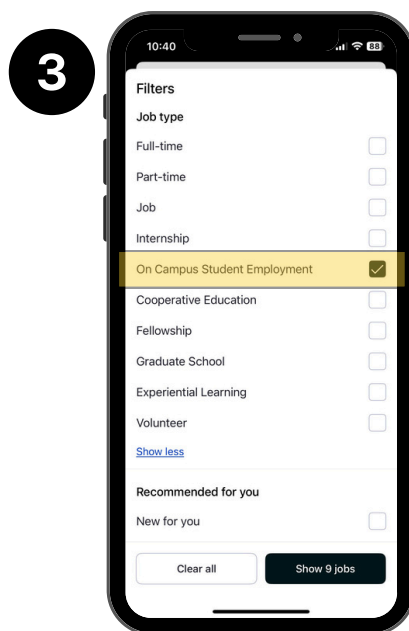 3
10:40
88
Filters
Job type
Full-time
Part-time
Job
Internship
On Campus Student Employment
Cooperative Education
Fellowship
Graduate School
Experiential Learning
Volunteer
Show less
Recommended for you
New for you
Clear all
Show 9 jobs